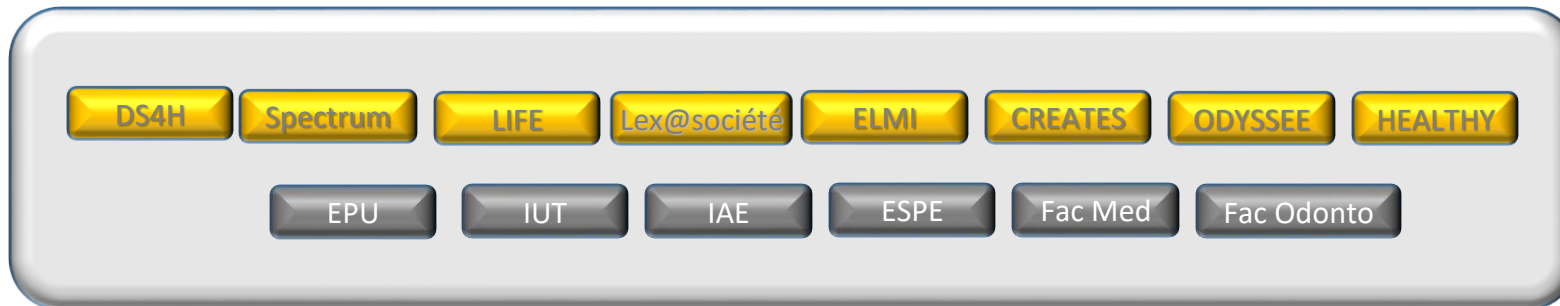 DS4H Spectrum LIFE Lex@société ELMI CREATES ODYSSEE HEALTHY
EPU IUT IAE ESPE Fac Med Fac Odonto